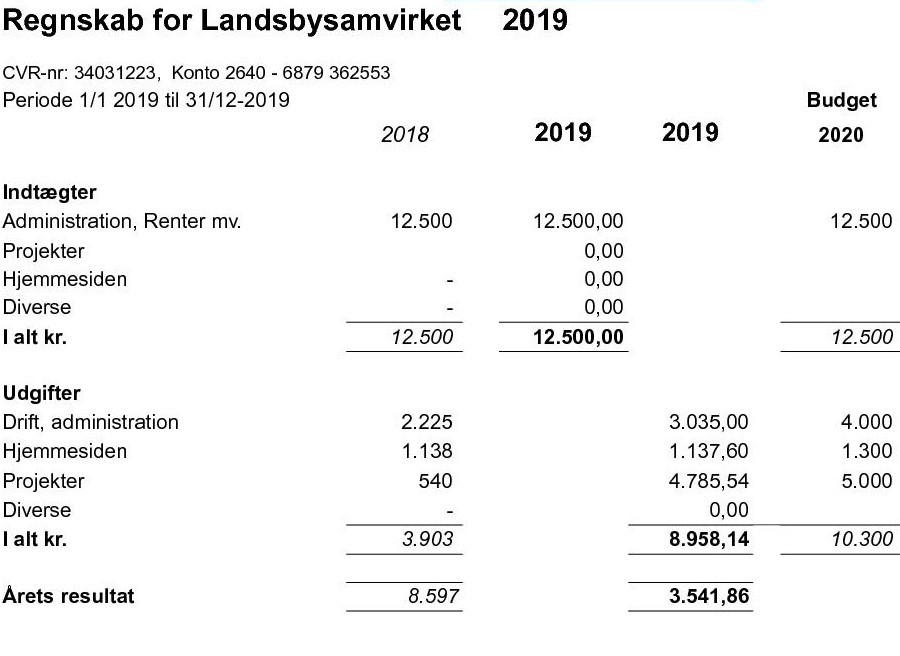 Regnskab for Landsbysamvirket 2019
CVR-nr: 34031223, Konto 2640 - 6879 362553
Periode 1/1 2019 til 31/12-2019 Budget
2018 2019 2019 2020
Indtægter
Administration, Renter mv. 12.500 12.500,00 12.500
Projekter 0,00
Hjemmesiden - 0,00
Diverse - 0,00
I alt kr. 12.500 12.500,00 12.500
Udgifter
Drift, administration 2.225 3.035,00 4.000
Hjemmesiden 1.138 1.137,60 1.300
Projekter 540 4.785,54 5.000
Diverse - 0,00
I alt kr. 3.903 8.958,14 10.300
Årets resultat 8.597 3.541,86